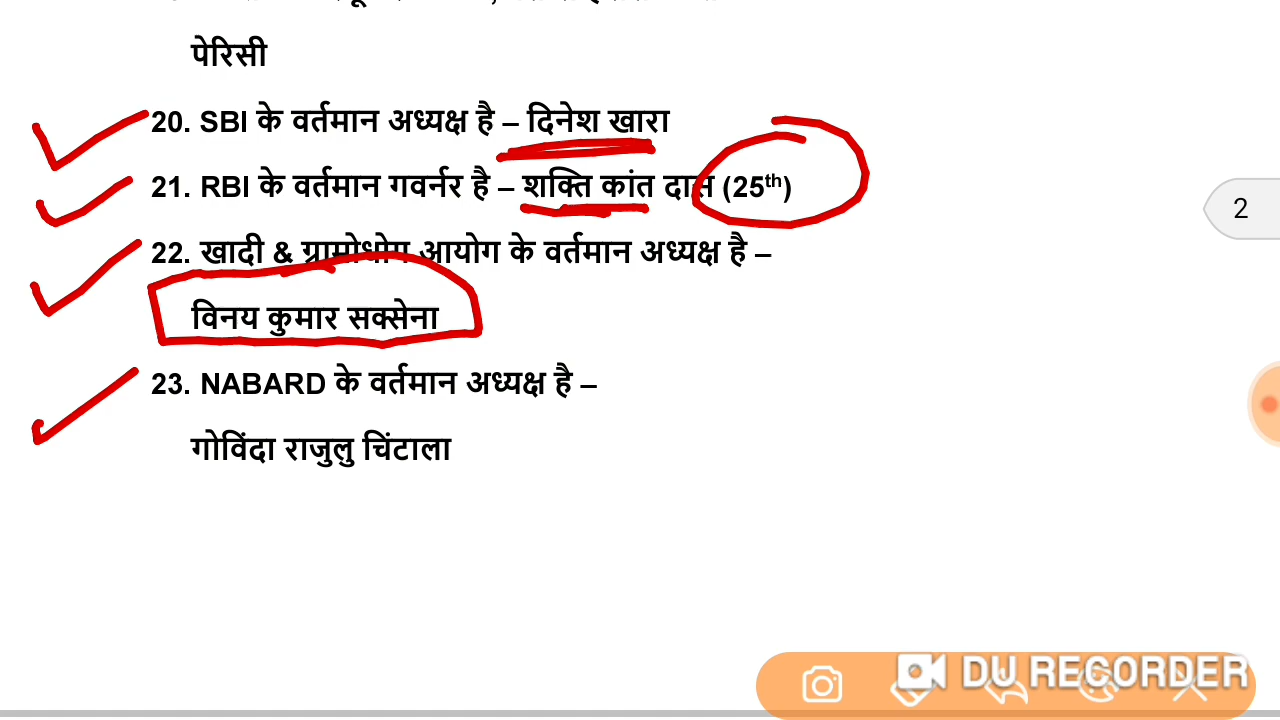 पेरिसी
20. SBI के वर्तमान अध्यक्ष है – दिनेश खारा
21. RBI के वर्तमान गवर्नर है – शक्ति कांत दास (25th)
22. खादी & ग्रामोधोग आयोग के वर्तमान अध्यक्ष है –
विनय कुमार सक्सेना
23. NABARD के वर्तमान अध्यक्ष है –
गोविंदा राजुलु चिंटाला
2
DU RECORDER